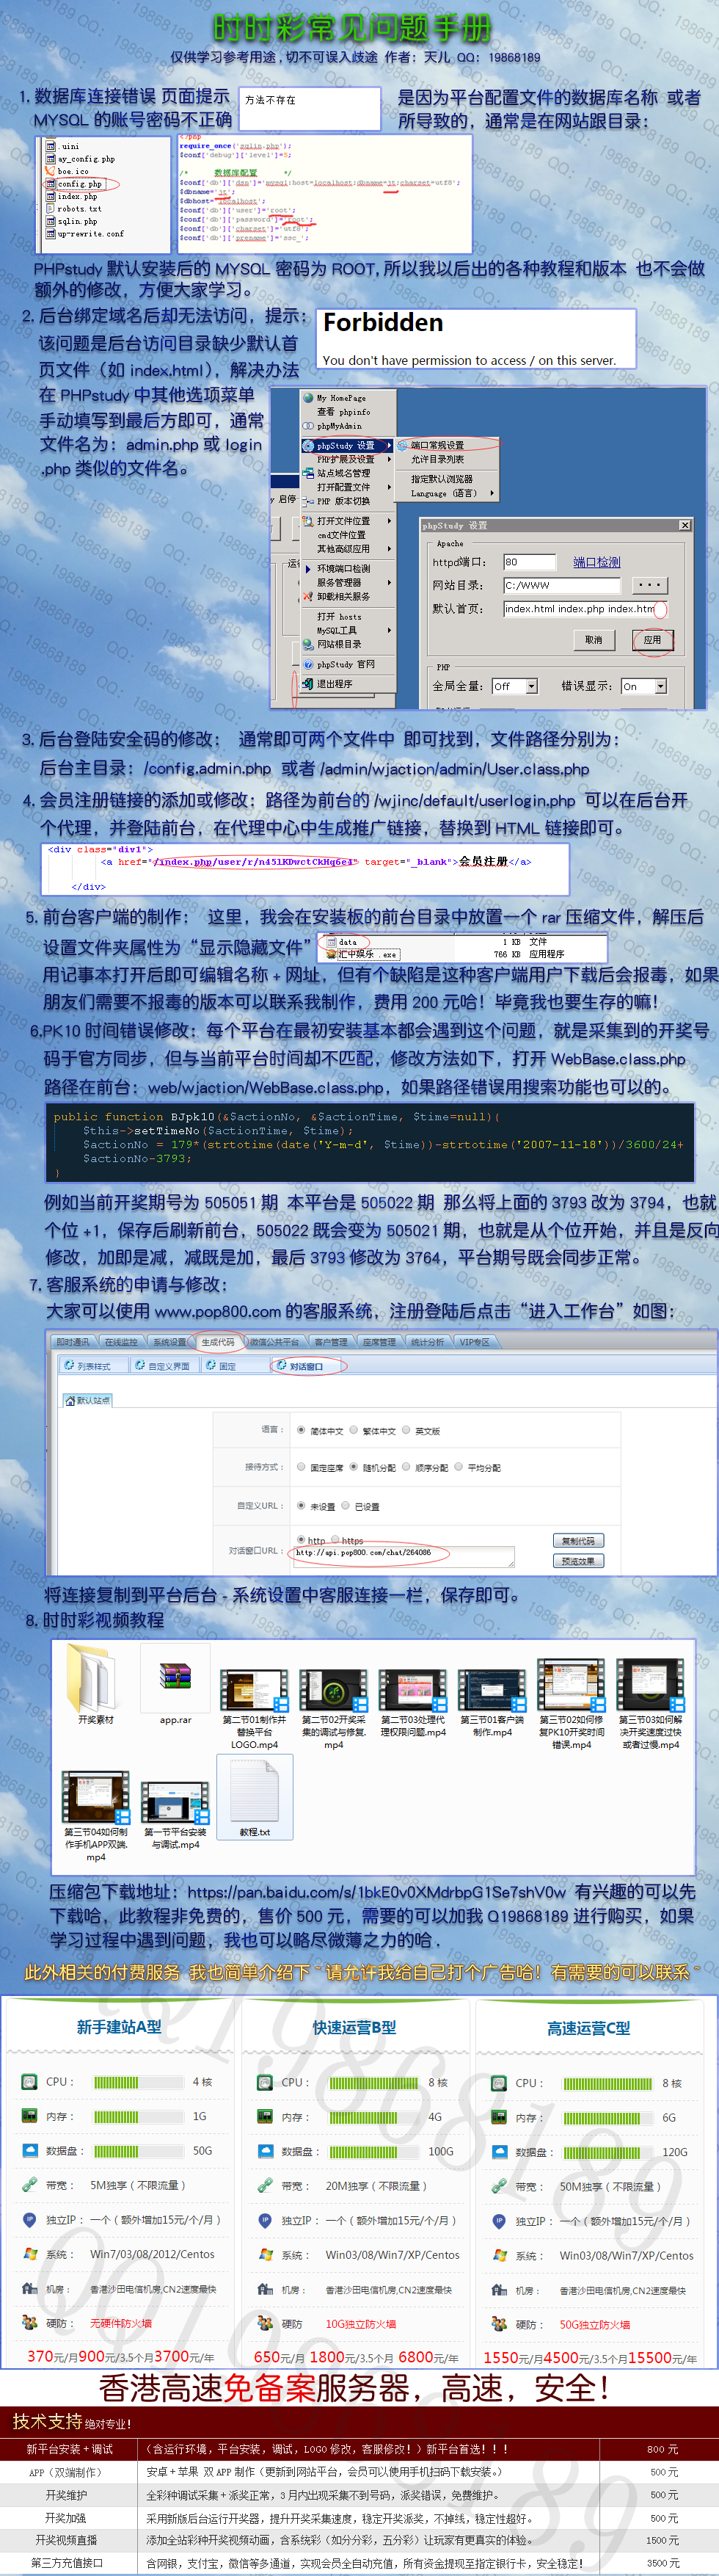 时时彩常见问题手册
仅供学习参考用途，切不可误入歧途 作者：天儿 QQ：19868189
1. 数据库连接错误 页面提示
方法不存在
是因为平台配置文件的数据库名称 或者
MYSQL 的账号密码不正确
所导致的，通常是在网站跟目录：
.uini
ay_config.php
boe.ico
config.php
index.php
robots.txt
sqlin.php
up-rewrite.conf
<?php
require_once('sqlin.php');
$conf['debug']['level']=5;
/* 数据库配置 */
$conf['db']['dsn']='mysql:host=localhost;dbname=jt;charset=utf8';
$dbname='jt';
$dbhost='localhost';
$conf['db']['user']='root';
$conf['db']['password']='root';
$conf['db']['charset']='utf8';
$conf['db']['prename']='ssc_';
PHPstudy 默认安装后的 MYSQL 密码为 ROOT，所以我以后出的各种教程和版本 也不会做
额外的修改，方便大家学习。
2. 后台绑定域名后却无法访问，提示：
Forbidden
You don't have permission to access / on this server.
该问题是后台访问目录缺少默认首
页文件（如 index.html），解决办法
在 PHPstudy 中其他选项菜单
手动填写到最后方即可，通常
文件名为：admin.php 或 login
.php 类似的文件名。
My HomePage
查看 phpinfo
phpMyAdmin
phpStudy 设置
PHP扩展及设置
站点域名管理
打开配置文件
PHP 版本切换
打开文件位置
cmd文件位置
其他高级应用
环境端口检测
服务管理器
卸载相关服务
打开 hosts
MySQL工具
网站根目录
phpStudy 官网
退出程序
端口常规设置
允许目录列表
指定默认浏览器
Language (语言)
y 启停
phpStudy 设置
Apache
httpd端口： 80 端口检测
网站目录： C:/WWW
默认首页： index.html index.php index.htm
取消 应用
PHP
全局全量： Off 错误显示： On
3. 后台登陆安全码的修改： 通常即可两个文件中 即可找到，文件路径分别为：
后台主目录：/config.admin.php 或者 /admin/wjaction/admin/User.class.php
4. 会员注册链接的添加或修改：路径为前台的 /wjinc/default/userlogin.php 可以在后台开
个代理，并登陆前台，在代理中心中生成推广链接，替换到 HTML 链接即可。
<div class="div1">
<a href="/index.php/user/r/n45lKDwctCkHq6e4" target="_blank">会员注册</a>
</div>
5. 前台客户端的制作： 这里，我会在安装板的前台目录中放置一个 rar 压缩文件，解压后
设置文件夹属性为“显示隐藏文件”
data 1 KB 文件
汇中娱乐 .exe 766 KB 应用程序
用记事本打开后即可编辑名称 + 网址，但有个缺陷是这种客户端用户下载后会报毒，如果
朋友们需要不报毒的版本可以联系我制作，费用 200 元哈！毕竟我也要生存的嘛！
6.PK10 时间错误修改：每个平台在最初安装基本都会遇到这个问题，就是采集到的开奖号
码于官方同步，但与当前平台时间却不匹配，修改方法如下，打开 WebBase.class.php
路径在前台：web/wjaction/WebBase.class.php，如果路径错误用搜索功能也可以的。
public function BJpk10(&$actionNo, &$actionTime, $time=null){
$this->setTimeNo($actionTime, $time);
$actionNo = 179*(strtotime(date('Y-m-d', $time))-strtotime('2007-11-18'))/3600/24+
$actionNo-3793;
}
例如当前开奖期号为 505051 期 本平台是 505022 期 那么将上面的 3793 改为 3794，也就
个位 +1，保存后刷新前台，505022 既会变为 505021 期，也就是从个位开始，并且是反向
修改，加即是减，减既是加，最后 3793 修改为 3764，平台期号既会同步正常。
7. 客服系统的申请与修改：
大家可以使用 www.pop800.com 的客服系统，注册登陆后点击“进入工作台”如图：
即时通讯 在线监控 系统设置 生成代码 微信公共平台 客户管理 座席管理 统计分析 VIP专区
列表样式 自定义界面 固定 对话窗口
默认站点
语言： 简体中文 繁体中文 英文版
接待方式： 固定座席 随机分配 顺序分配 平均分配
自定义URL： 未设置 已设置
http https
对话窗口URL： http://api.pop800.com/chat/264086
复制代码
预览效果
将连接复制到平台后台 - 系统设置中客服连接一栏，保存即可。
8. 时时彩视频教程
开奖素材
app.rar
第二节01制作并替换平台LOGO.mp4
第二节02开奖采集的调试与修复.mp4
第二节03处理代理权限问题.mp4
第三节01客户端制作.mp4
第三节02如何修复PK10开奖时间错误.mp4
第三节03如何解决开奖速度过快或者过慢.mp4
第三节04如何制作手机APP双端.mp4
第一节平台安装与调试.mp4
教程.txt
压缩包下载地址：https://pan.baidu.com/s/1bkE0v0XMdrbpG1Se7shV0w 有兴趣的可以先
下载哈，此教程非免费的，售价 500 元，需要的可以加我 Q19868189 进行购买，如果
学习过程中遇到问题，我也可以略尽微薄之力的哈 .
此外相关的付费服务 我也简单介绍下 ~ 请允许我给自己打个广告哈！有需要的可以联系 ~
新手建站A型
CPU： 4 核
内存： 1G
数据盘： 50G
带宽： 5M独享（不限流量）
独立IP： 一个（额外增加15元/个/月）
系统： Win7/03/08/2012/Centos
机房： 香港沙田电信机房,CN2速度最快
硬防： 无硬件防火墙
370元/月900元/3.5个月3700元/年
快速运营B型
CPU： 8 核
内存： 4G
数据盘： 100G
带宽： 20M独享（不限流量）
独立IP： 一个（额外增加15元/个/月）
系统： Win03/08/Win7/XP/Centos
机房： 香港沙田电信机房,CN2速度最快
硬防 10G独立防火墙
650元/月 1800元/3.5个月 6800元/年
高速运营C型
CPU： 8 核
内存： 6G
数据盘： 120G
带宽： 50M独享（不限流量）
独立IP： 一个（额外增加15元/个/月）
系统： Win03/08/Win7/XP/Centos
机房： 香港沙田电信机房,CN2速度最快
硬防： 50G独立防火墙
1550元/月4500元/3.5个月15500元/年
香港高速免备案服务器，高速，安全！
技术支持 绝对专业！
新平台安装＋调试 （含运行环境，平台安装，调试，LOGO 修改，客服修改！）新平台首选！！！ 800 元
APP（双端制作） 安卓＋苹果 双 APP 制作（更新到网站平台，会员可以使用手机扫码下载安装。） 500 元
开奖维护 全彩种调试采集＋派奖正常，3 月内出现采集不到号码，派奖错误，免费维护。 500 元
开奖加强 采用新版后台运行开奖器，提升开奖采集速度，稳定开奖派奖，不掉线，稳定性超好。 500 元
开奖视频直播 添加全站彩种开奖视频动画，含系统彩（如分分彩，五分彩）让玩家有更真实的体验。 1500 元
第三方充值接口 含网银，支付宝，微信等多通道，实现会员全自动充值，所有资金提现至指定银行卡，安全稳定！ 3500 元